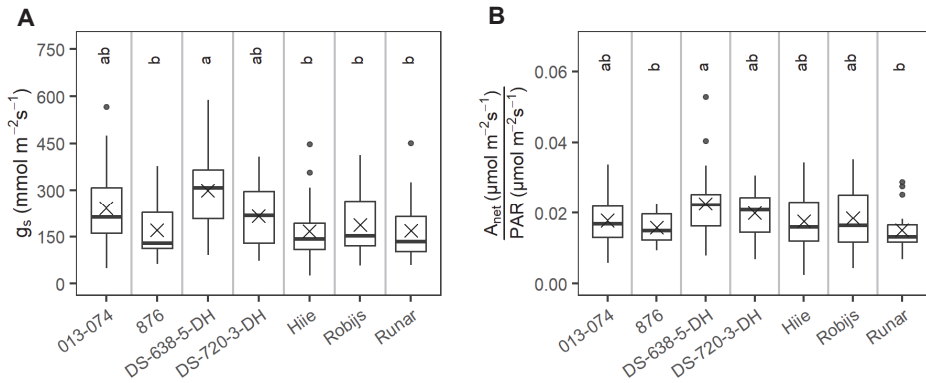 A
g_s (mmol m⁻²s⁻¹)
750
600
450
300
150
0
ab
b
a
ab
b
b
b
013-074
876
DS-638-5-DH
DS-720-3-DH
Hiie
Robijs
Runar
B
A_net (μmol m⁻²s⁻¹)
PAR (μmol m⁻²s⁻¹)
0.06
0.04
0.02
0.00
ab
b
a
ab
ab
ab
b
013-074
876
DS-638-5-DH
DS-720-3-DH
Hiie
Robijs
Runar